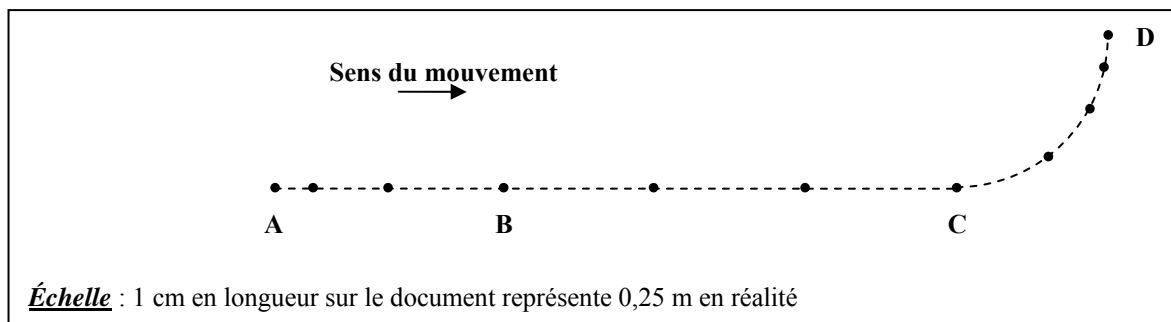 D
Sens du mouvement
A B C
Échelle : 1 cm en longueur sur le document représente 0,25 m en réalité